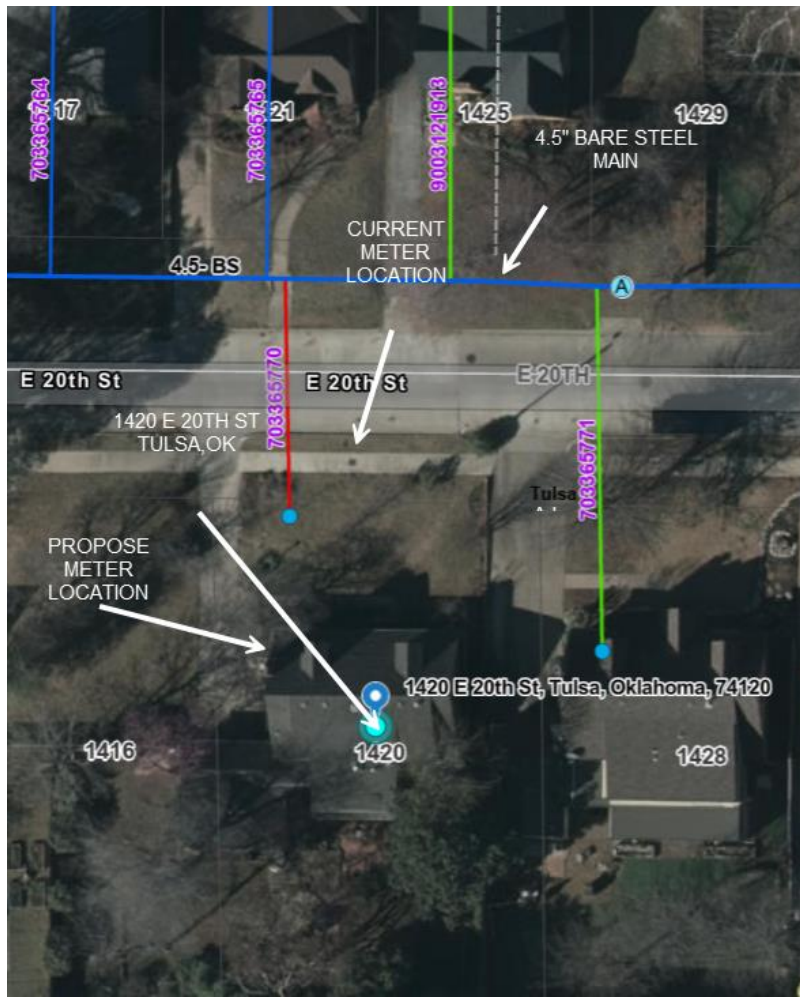 17
21
1425
1429
703365764
703365765
9003121913
4.5" BARE STEEL
MAIN
CURRENT
METER
LOCATION
4.5- BS
A
E 20th St
E 20th St
E 20TH
703365770
703365771
1420 E 20TH ST
TULSA,OK
Tulsa
PROPOSE
METER
LOCATION
1420 E 20th St, Tulsa, Oklahoma, 74120
1416
1420
1428